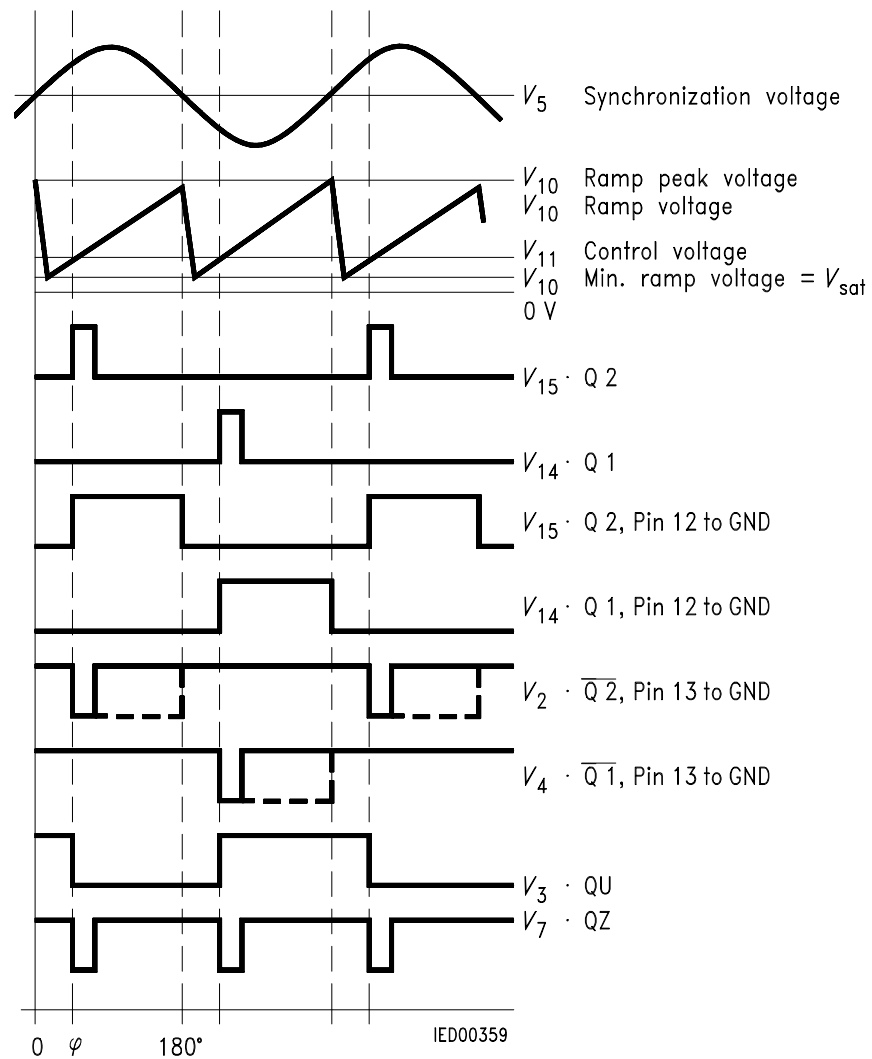 V5 Synchronization voltage
V10 Ramp peak voltage
V10 Ramp voltage
V11 Control voltage
V10 Min. ramp voltage = Vsat
0 V
V15 · Q 2
V14 · Q 1
V15 · Q 2, Pin 12 to GND
V14 · Q 1, Pin 12 to GND
V2 · Q̅ 2̅, Pin 13 to GND
V4 · Q̅ 1̅, Pin 13 to GND
V3 · QU
V7 · QZ
IED00359
0 φ 180°